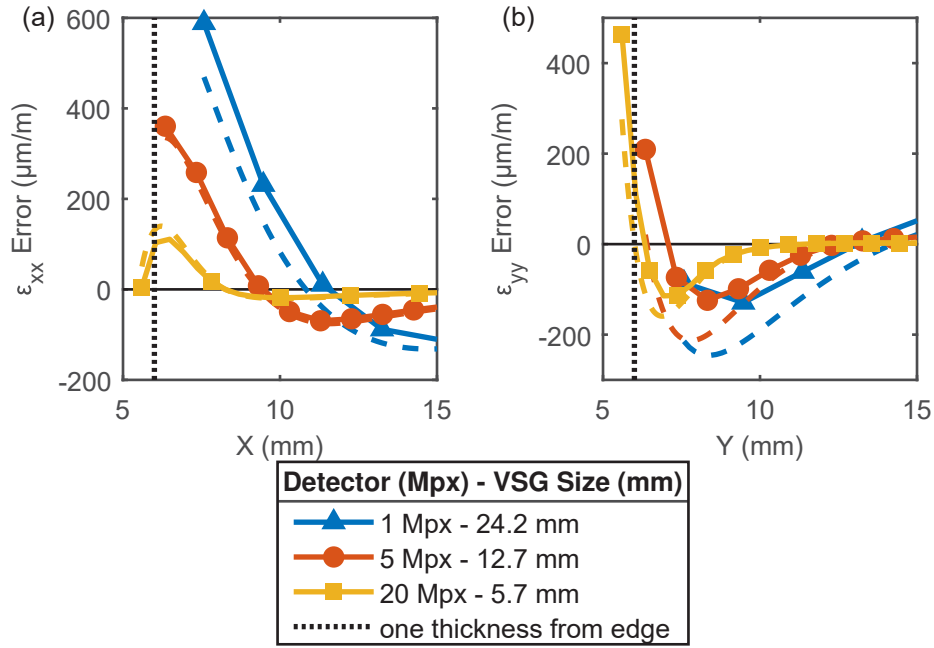 (a)
600
400
200
0
-200
5
10
15
X (mm)
εxx Error (μm/m)
(b)
400
200
0
-200
5
10
15
Y (mm)
εyy Error (μm/m)
Detector (Mpx) - VSG Size (mm)
1 Mpx - 24.2 mm
5 Mpx - 12.7 mm
20 Mpx - 5.7 mm
one thickness from edge